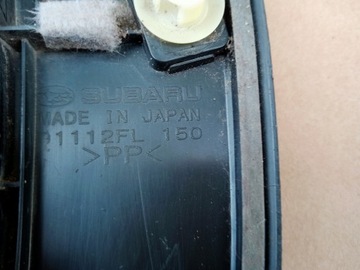 SUBARU
MADE IN JAPAN
91112FL 150
>PP<